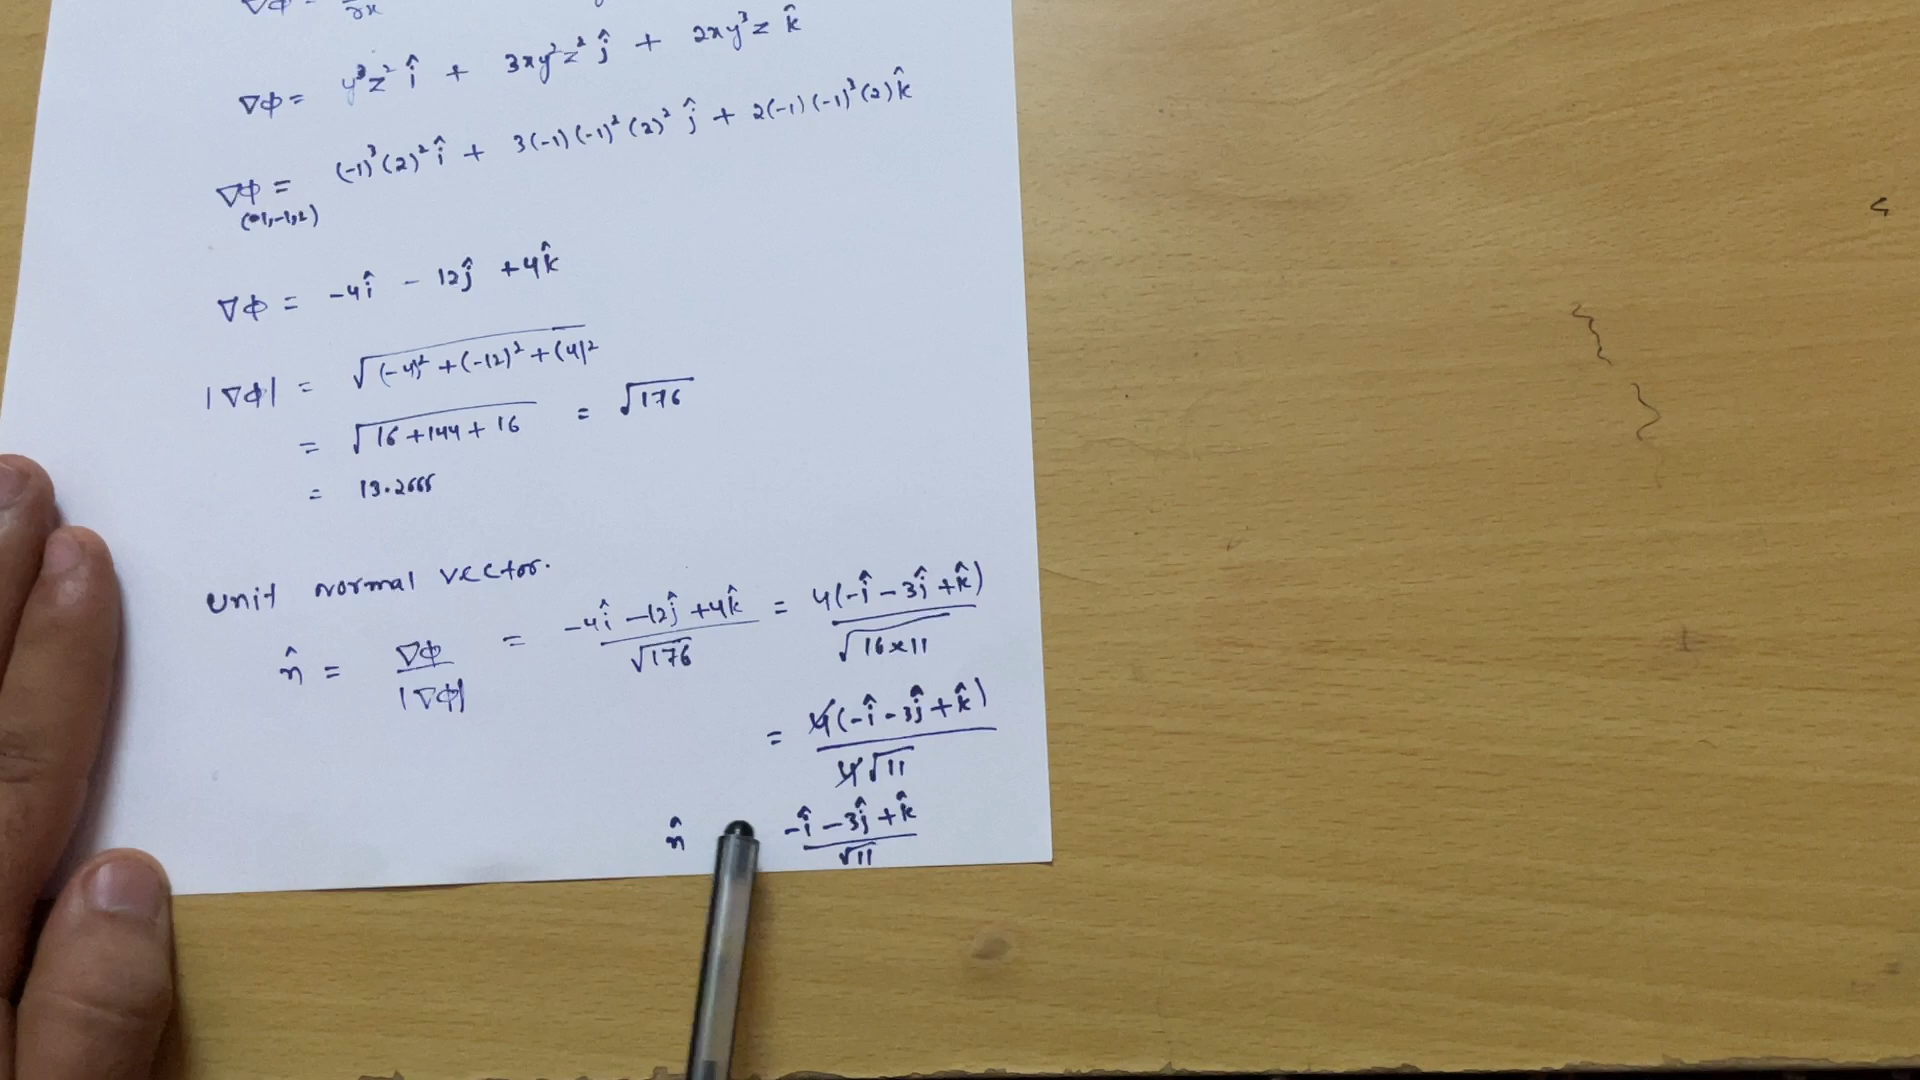 ∇φ = ∂x
∇φ = y³z² î + 3xy²z² ĵ + 2xy³z k̂
∇φ = (-1)³(2)² î + 3(-1)(-1)²(2)² ĵ + 2(-1)(-1)³(2) k̂
(-1,-1,2)
∇φ = -4î - 12ĵ + 4k̂
|∇φ| = √(-4)² + (-12)² + (4)²
= √16 + 144 + 16 = √176
= 13.2665
Unit normal vector.
n̂ = ∇φ/|∇φ| = -4î - 12ĵ + 4k̂/√176 = 4(-î - 3ĵ + k̂)/√16×11
= 4(-î - 3ĵ + k̂)/4√11
n̂ -î - 3ĵ + k̂/√11